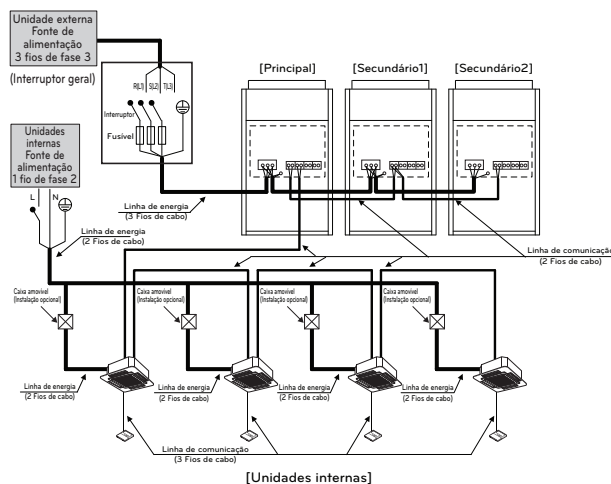 Unidade externa
Fonte de
alimentação
3 fios de fase 3
(Interruptor geral)
R(L1) S(L2) T(L3)
Interruptor
Fusível
[Principal]
[Secundário1]
[Secundário2]
Unidades
internas
Fonte de
alimentação
1 fio de fase 2
L N
Linha de energia
(3 Fios de cabo)
Linha de energia
(2 Fios de cabo)
Linha de comunicação
(2 Fios de cabo)
Caixa amovível
(Instalação opcional)
Caixa amovível
(Instalação opcional)
Caixa amovível
(Instalação opcional)
Caixa amovível
(Instalação opcional)
Linha de energia
(2 Fios de cabo)
Linha de energia
(2 Fios de cabo)
Linha de energia
(2 Fios de cabo)
Linha de energia
(2 Fios de cabo)
Linha de comunicação
(3 Fios de cabo)
[Unidades internas]